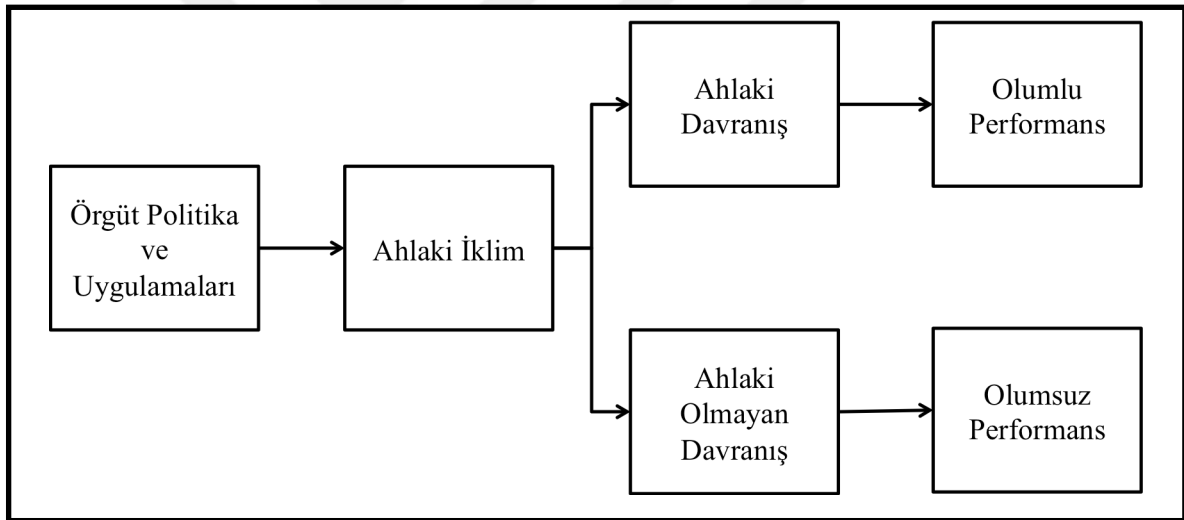 Örgüt Politika
ve
Uygulamaları
Ahlaki İklim
Ahlaki
Davranış
Olumlu
Performans
Ahlaki
Olmayan
Davranış
Olumsuz
Performans